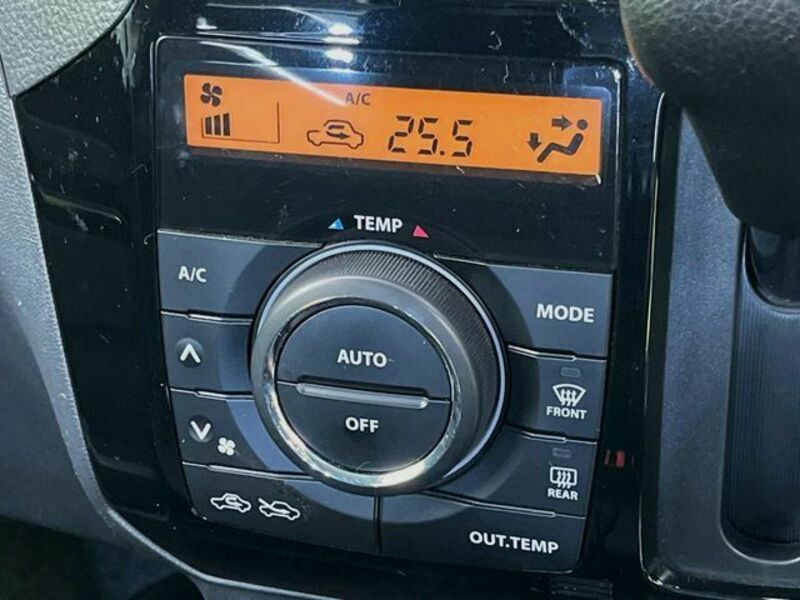 A/C
25.5
TEMP
A/C
MODE
AUTO
OFF
FRONT
REAR
OUT.TEMP